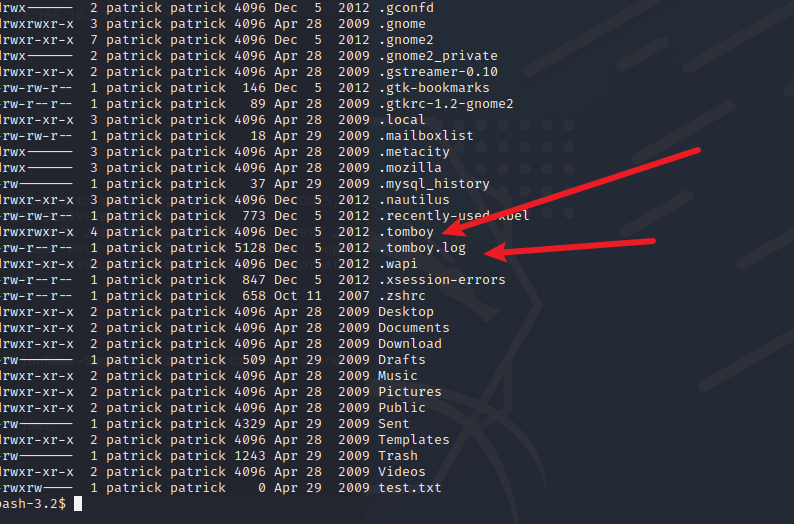 drwx------ 2 patrick patrick 4096 Dec 5 2012 .gconfd
drwxrwxr-x 3 patrick patrick 4096 Apr 28 2009 .gnome
drwxr-xr-x 7 patrick patrick 4096 Dec 5 2012 .gnome2
drwx------ 2 patrick patrick 4096 Apr 28 2009 .gnome2_private
drwxr-xr-x 2 patrick patrick 4096 Apr 28 2009 .gstreamer-0.10
-rw-rw-r-- 1 patrick patrick 146 Dec 5 2012 .gtk-bookmarks
-rw-r--r-- 1 patrick patrick 89 Apr 28 2009 .gtkrc-1.2-gnome2
drwxr-xr-x 3 patrick patrick 4096 Apr 28 2009 .local
-rw-rw-r-- 1 patrick patrick 18 Apr 29 2009 .mailboxlist
drwx------ 3 patrick patrick 4096 Apr 28 2009 .metacity
drwx------ 3 patrick patrick 4096 Apr 28 2009 .mozilla
-rw------- 1 patrick patrick 37 Apr 29 2009 .mysql_history
drwxr-xr-x 3 patrick patrick 4096 Dec 5 2012 .nautilus
-rw-rw-r-- 1 patrick patrick 773 Dec 5 2012 .recently-used.xbel
drwxrwxr-x 4 patrick patrick 4096 Dec 5 2012 .tomboy
-rw-r--r-- 1 patrick patrick 5128 Dec 5 2012 .tomboy.log
drwxr-xr-x 2 patrick patrick 4096 Dec 5 2012 .wapi
-rw-r--r-- 1 patrick patrick 847 Dec 5 2012 .xsession-errors
-rw-r--r-- 1 patrick patrick 658 Oct 11 2007 .zshrc
drwxr-xr-x 2 patrick patrick 4096 Apr 28 2009 Desktop
drwxr-xr-x 2 patrick patrick 4096 Apr 28 2009 Documents
drwxr-xr-x 2 patrick patrick 4096 Apr 28 2009 Download
-rw------- 1 patrick patrick 509 Apr 29 2009 Drafts
drwxr-xr-x 2 patrick patrick 4096 Apr 28 2009 Music
drwxr-xr-x 2 patrick patrick 4096 Apr 28 2009 Pictures
drwxr-xr-x 2 patrick patrick 4096 Apr 28 2009 Public
-rw------- 1 patrick patrick 4329 Apr 29 2009 Sent
drwxr-xr-x 2 patrick patrick 4096 Apr 28 2009 Templates
-rw------- 1 patrick patrick 1243 Apr 29 2009 Trash
drwxr-xr-x 2 patrick patrick 4096 Apr 28 2009 Videos
-rwxrw---- 1 patrick patrick 0 Apr 29 2009 test.txt
bash-3.2$